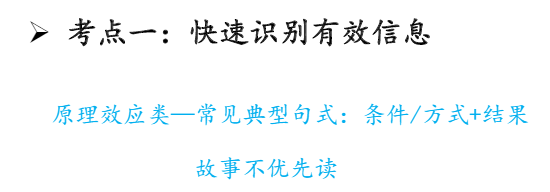 ➤ 考点一：快速识别有效信息
原理效应类—常见典型句式：条件/方式+结果
故事不优先读